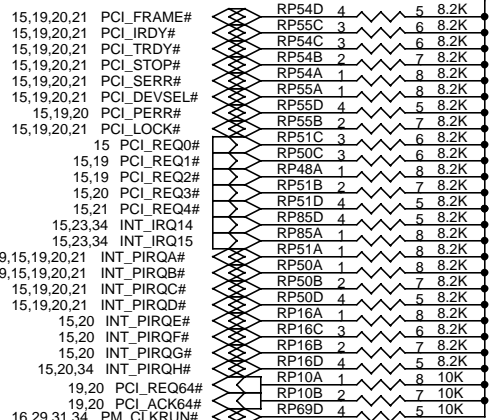 15,19,20,21 PCI_FRAME# RP54D 4 5 8.2K
15,19,20,21 PCI_IRDY# RP55C 3 6 8.2K
15,19,20,21 PCI_TRDY# RP54C 3 6 8.2K
15,19,20,21 PCI_STOP# RP54B 2 7 8.2K
15,19,20,21 PCI_SERR# RP54A 1 8 8.2K
15,19,20,21 PCI_DEVSEL# RP55A 1 8 8.2K
15,19,20 PCI_PERR# RP55D 4 5 8.2K
15,19,20,21 PCI_LOCK# RP55B 2 7 8.2K
15 PCI_REQ0# RP51C 3 6 8.2K
15,19 PCI_REQ1# RP50C 3 6 8.2K
15,19 PCI_REQ2# RP48A 1 8 8.2K
15,20 PCI_REQ3# RP51B 2 7 8.2K
15,21 PCI_REQ4# RP51D 4 5 8.2K
15,23,34 INT_IRQ14 RP85D 4 5 8.2K
15,23,34 INT_IRQ15 RP85A 1 8 8.2K
9,15,19,20,21 INT_PIRQA# RP51A 1 8 8.2K
9,15,19,20,21 INT_PIRQB# RP50A 1 8 8.2K
15,19,20,21 INT_PIRQC# RP50B 2 7 8.2K
15,19,20,21 INT_PIRQD# RP50D 4 5 8.2K
15,20 INT_PIRQE# RP16A 1 8 8.2K
15,20 INT_PIRQF# RP16C 3 6 8.2K
15,20 INT_PIRQG# RP16B 2 7 8.2K
15,20,34 INT_PIRQH# RP16D 4 5 8.2K
19,20 PCI_REQ64# RP10A 1 8 10K
19,20 PCI_ACK64# RP10B 2 7 10K
16,29,31,34 PM_CLKRUN# RP69D 4 5 10K